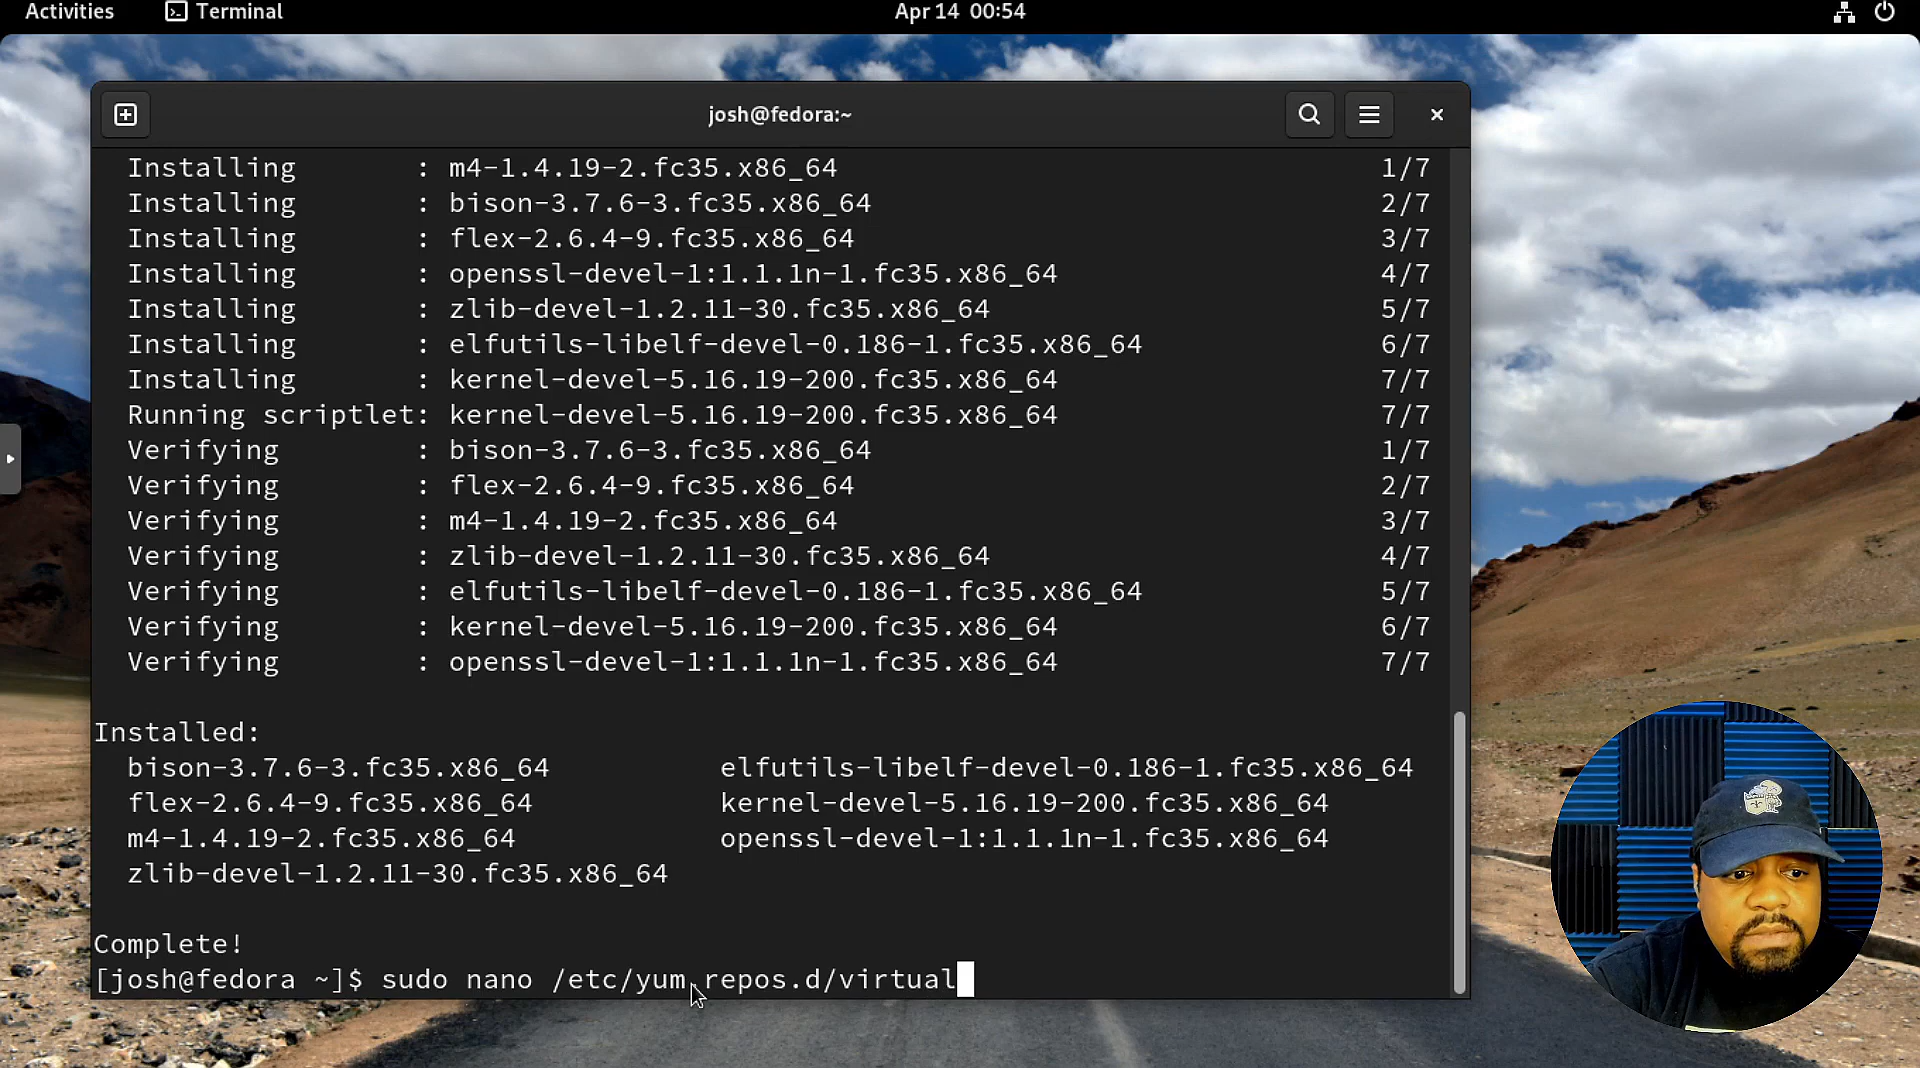 Activities Terminal Apr 14 00:54
josh@fedora:~
Installing : m4-1.4.19-2.fc35.x86_64 1/7
Installing : bison-3.7.6-3.fc35.x86_64 2/7
Installing : flex-2.6.4-9.fc35.x86_64 3/7
Installing : openssl-devel-1:1.1.1n-1.fc35.x86_64 4/7
Installing : zlib-devel-1.2.11-30.fc35.x86_64 5/7
Installing : elfutils-libelf-devel-0.186-1.fc35.x86_64 6/7
Installing : kernel-devel-5.16.19-200.fc35.x86_64 7/7
Running scriptlet: kernel-devel-5.16.19-200.fc35.x86_64 7/7
Verifying : bison-3.7.6-3.fc35.x86_64 1/7
Verifying : flex-2.6.4-9.fc35.x86_64 2/7
Verifying : m4-1.4.19-2.fc35.x86_64 3/7
Verifying : zlib-devel-1.2.11-30.fc35.x86_64 4/7
Verifying : elfutils-libelf-devel-0.186-1.fc35.x86_64 5/7
Verifying : kernel-devel-5.16.19-200.fc35.x86_64 6/7
Verifying : openssl-devel-1:1.1.1n-1.fc35.x86_64 7/7
Installed:
bison-3.7.6-3.fc35.x86_64 elfutils-libelf-devel-0.186-1.fc35.x86_64
flex-2.6.4-9.fc35.x86_64 kernel-devel-5.16.19-200.fc35.x86_64
m4-1.4.19-2.fc35.x86_64 openssl-devel-1:1.1.1n-1.fc35.x86_64
zlib-devel-1.2.11-30.fc35.x86_64
Complete!
[josh@fedora ~]$ sudo nano /etc/yum.repos.d/virtual